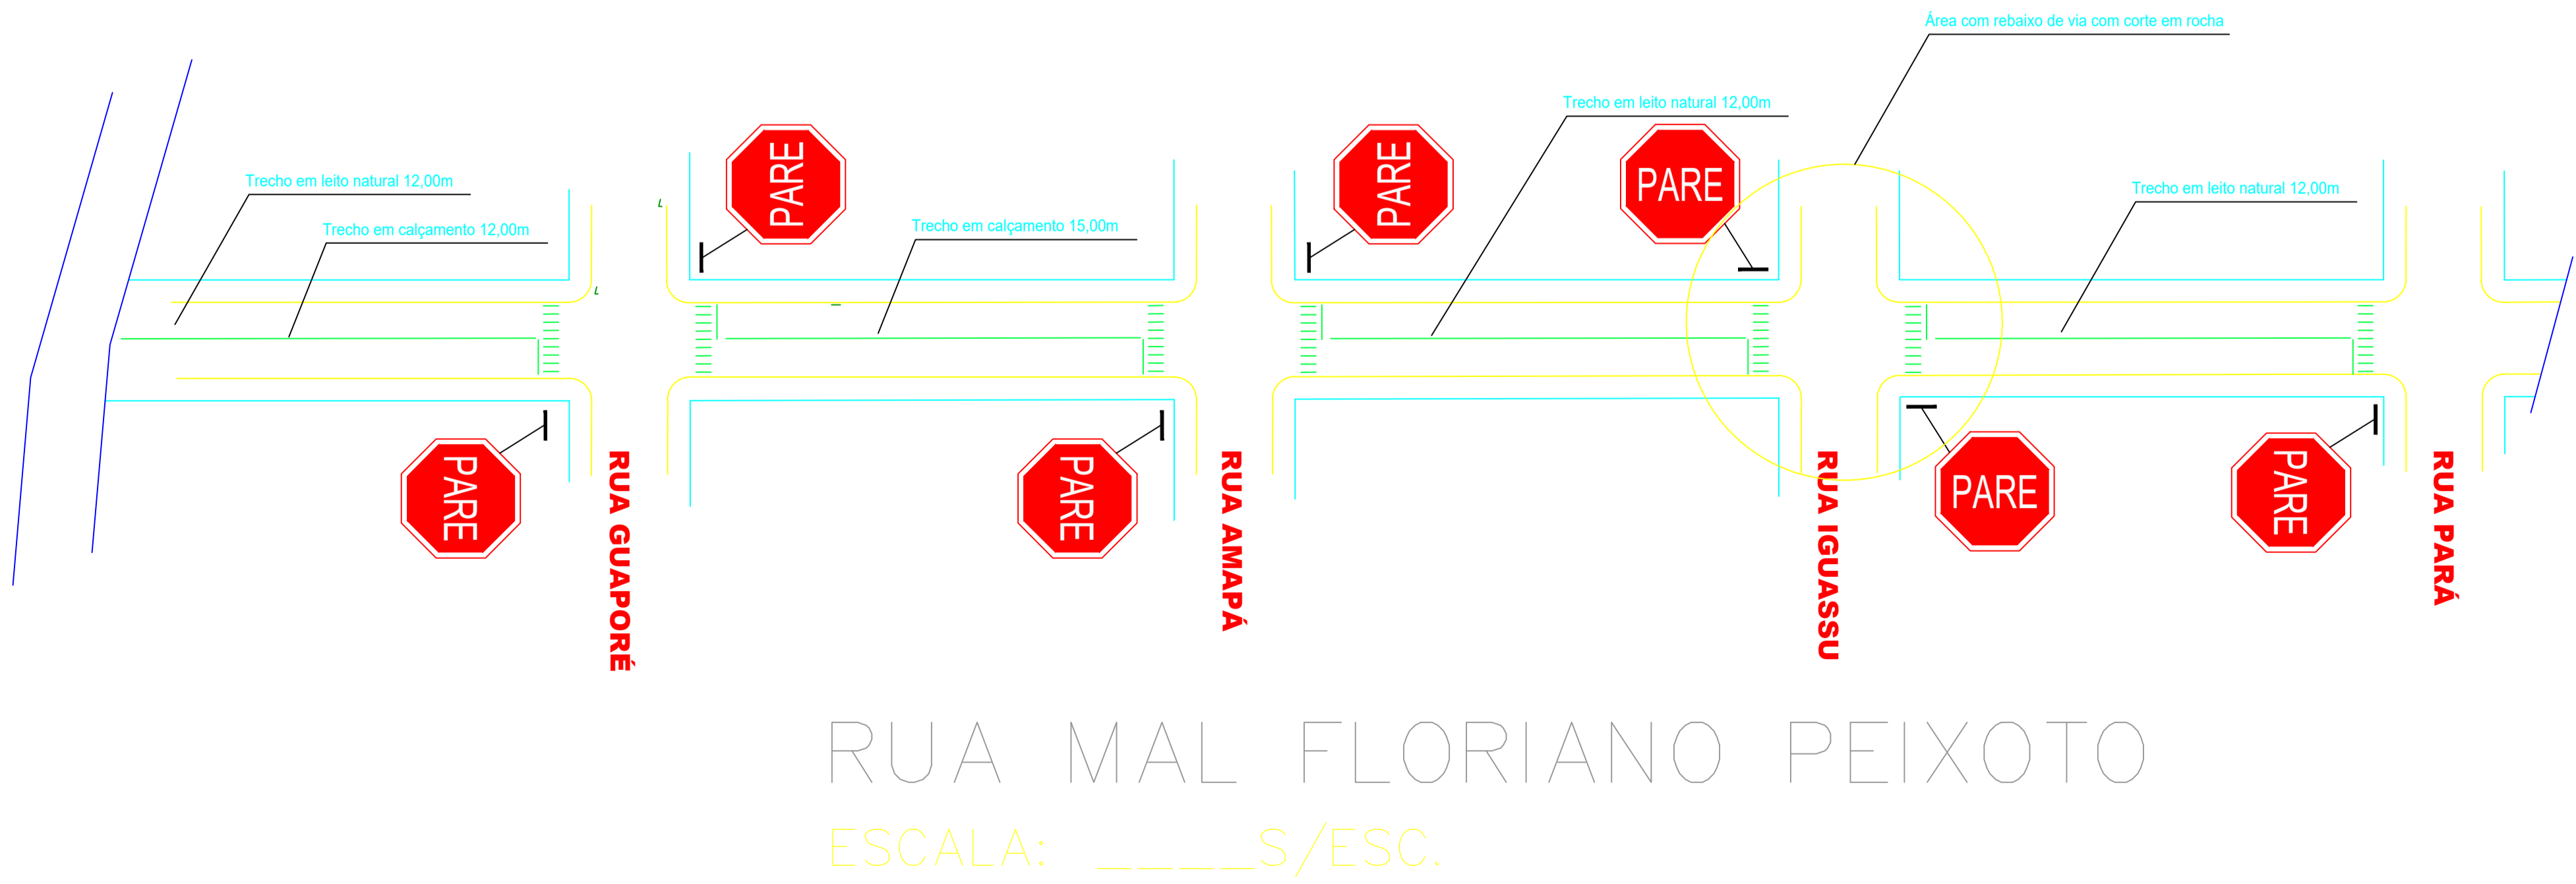 Área com rebaixo de via com corte em rocha
Trecho em leito natural 12,00m
Trecho em leito natural 12,00m
Trecho em leito natural 12,00m
Trecho em calçamento 15,00m
Trecho em calçamento 12,00m
PARE
PARE
PARE
PARE
PARE
PARE
PARE
L
L
RUA GUAPORÉ
RUA AMAPÁ
RUA IGUASSU
RUA PARÁ
RUA MAL FLORIANO PEIXOTO
ESCALA: ____S/ESC.